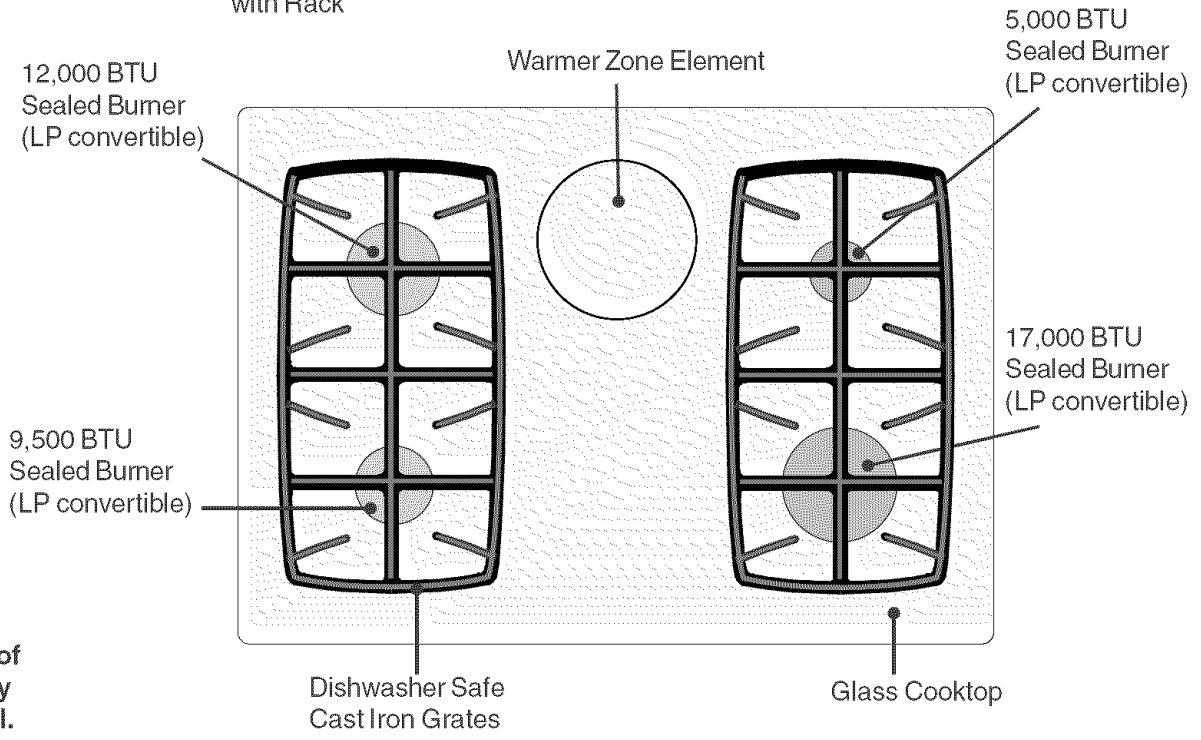 with Rack
5,000 BTU
Sealed Burner
(LP convertible)
Warmer Zone Element
12,000 BTU
Sealed Burner
(LP convertible)
17,000 BTU
Sealed Burner
(LP convertible)
9,500 BTU
Sealed Burner
(LP convertible)
of
y
l.
Dishwasher Safe
Cast Iron Grates
Glass Cooktop